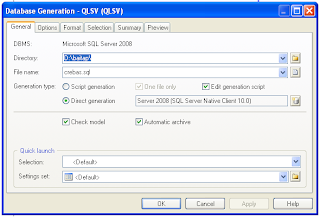 Database Generation - QLSV (QLSV)
General Options Format Selection Summary Preview
DBMS: Microsoft SQL Server 2008
Directory: D:\baitap\
File name: crebas.sql
Generation type: Script generation One file only Edit generation script
Direct generation Server 2008 (SQL Server Native Client 10.0)
Check model Automatic archive
Quick launch
Selection: <Default>
Settings set: <Default>
OK Cancel Apply Help